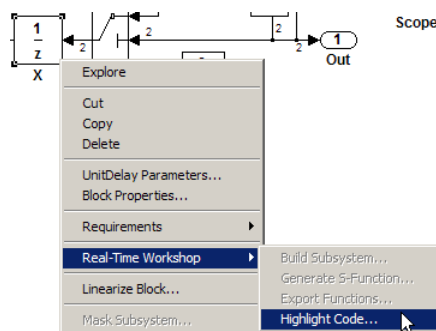 1
z
X
2
2
2
2
1
Out
Scope
Explore
Cut
Copy
Delete
UnitDelay Parameters...
Block Properties...
Requirements
Real-Time Workshop
Linearize Block...
Mask Subsystem...
Build Subsystem...
Generate S-Function...
Export Functions...
Highlight Code...